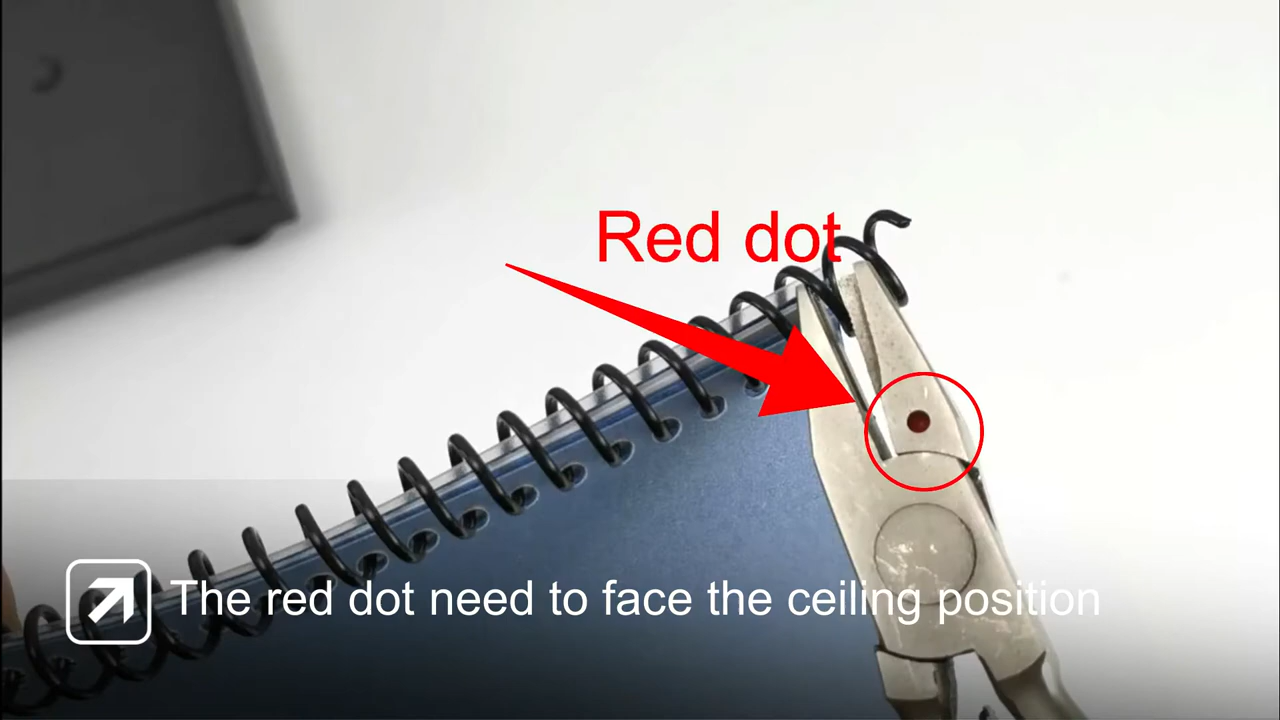 Red dot
The red dot need to face the ceiling position